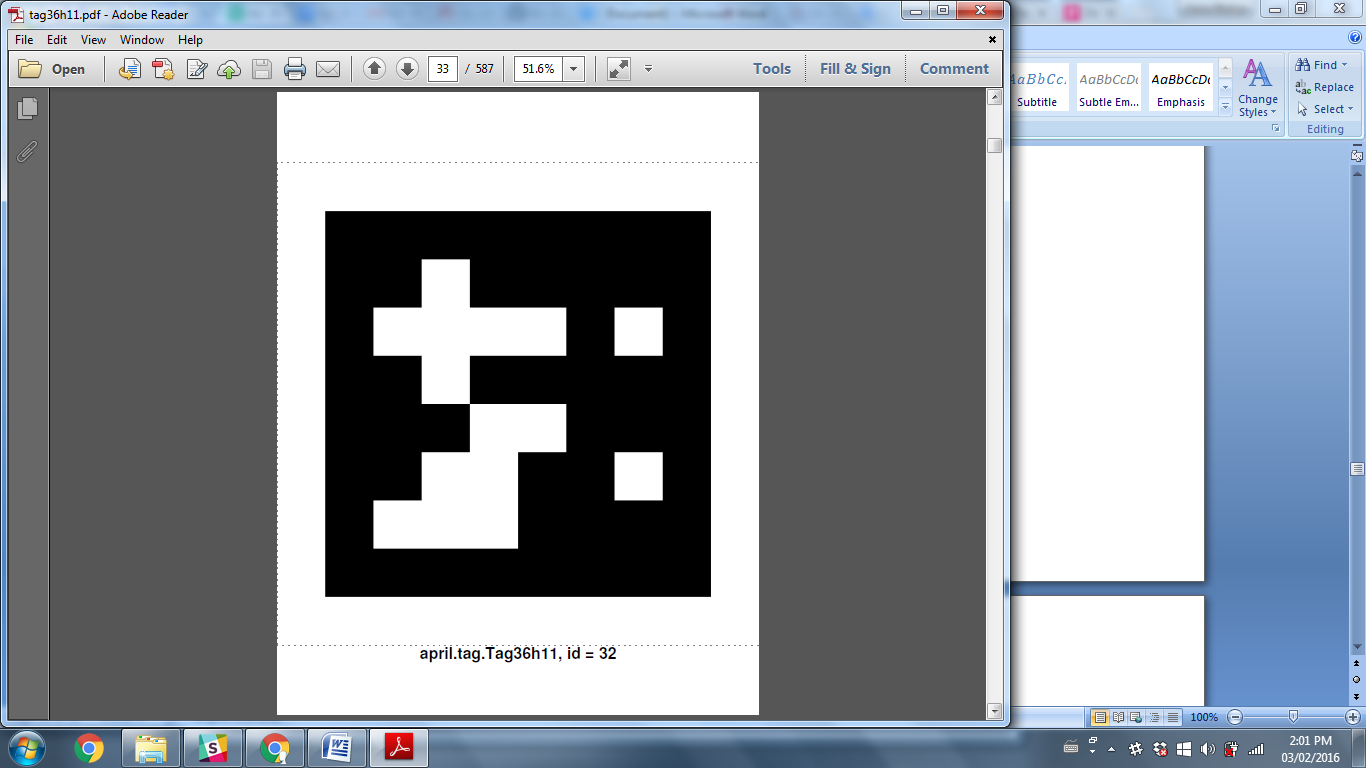 tag36h11.pdf - Adobe Reader
File Edit View Window Help
Open 33 / 587 51.6% Tools Fill & Sign Comment
AaBbCc AaBbCcDc AaBbCcDc
Subtitle Subtle Em... Emphasis
Change Styles
Find
Replace
Select
Editing
april.tag.Tag36h11, id = 32
100%
2:01 PM
03/02/2016